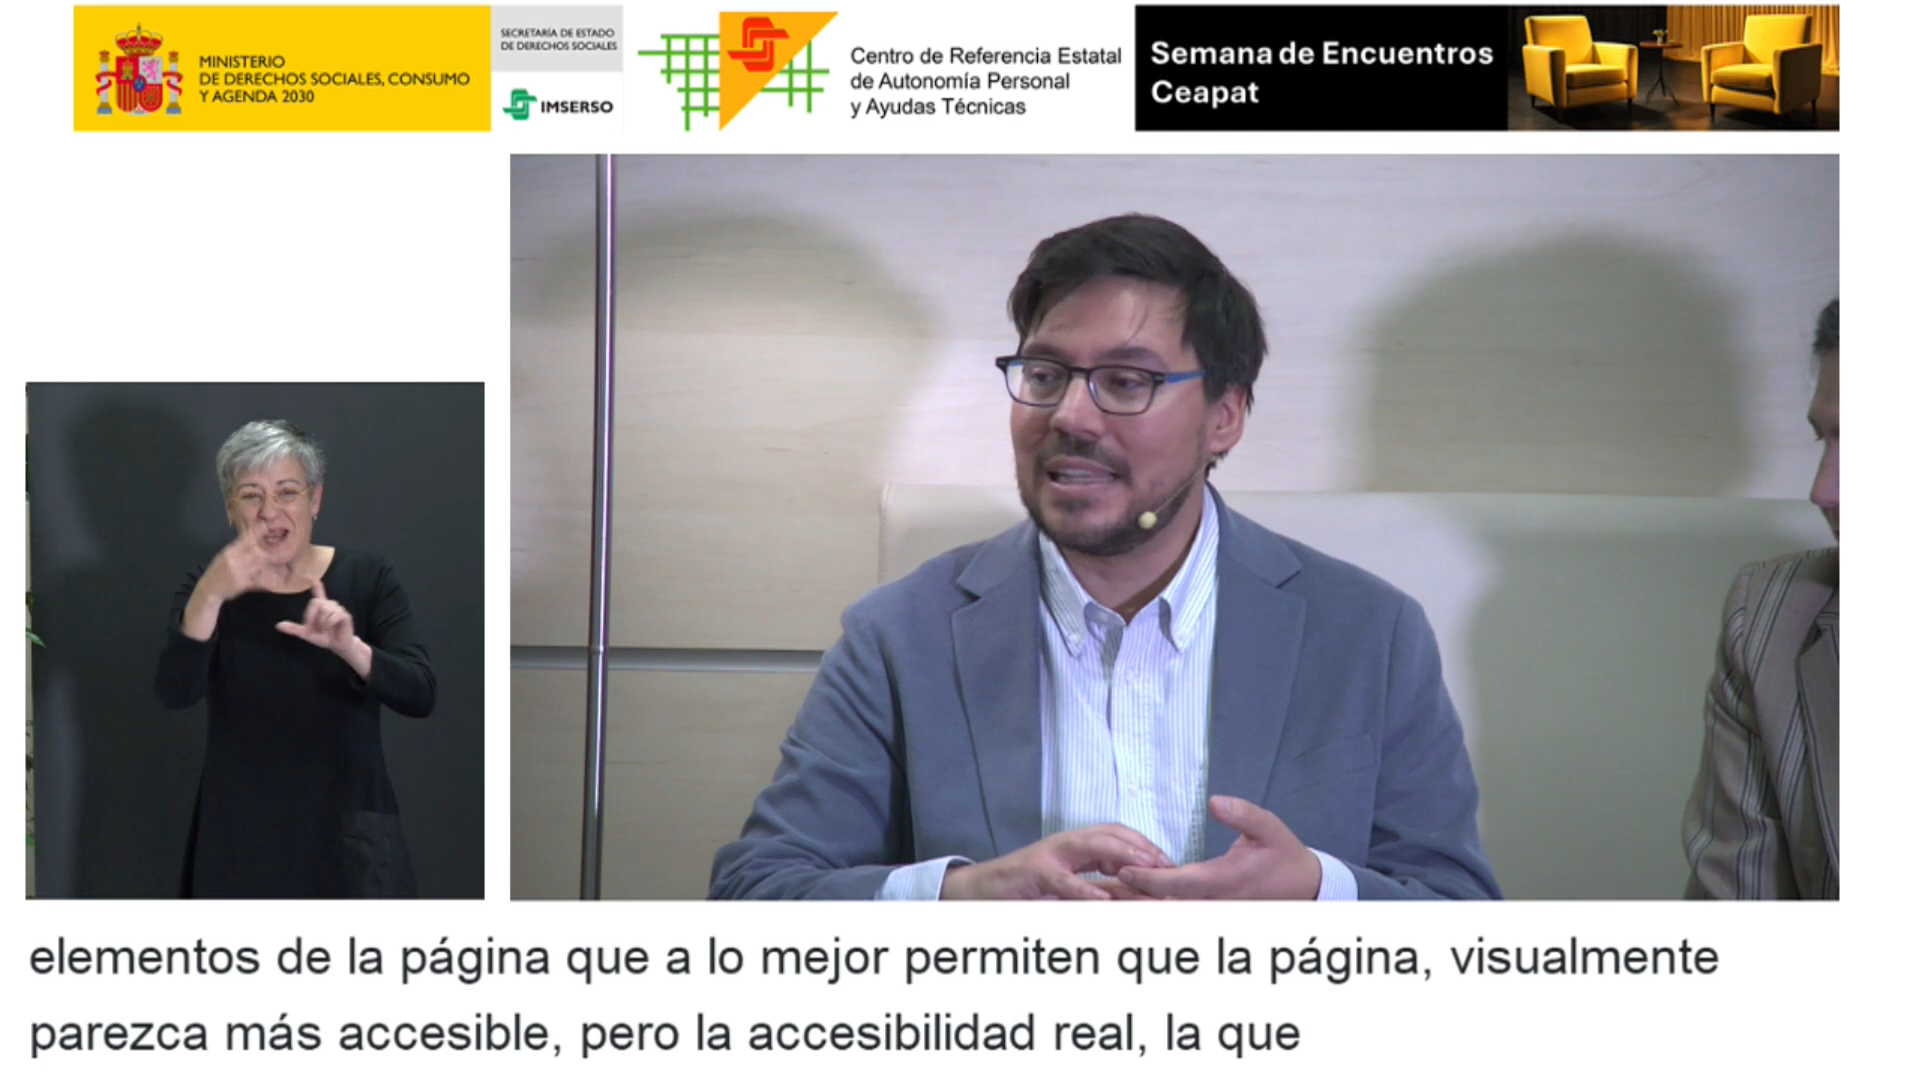 MINISTERIO
DE DERECHOS SOCIALES, CONSUMO
Y AGENDA 2030
SECRETARÍA DE ESTADO
DE DERECHOS SOCIALES
IMSERSO
Centro de Referencia Estatal
de Autonomía Personal
y Ayudas Técnicas
Semana de Encuentros
Ceapat
elementos de la página que a lo mejor permiten que la página, visualmente
parezca más accesible, pero la accesibilidad real, la que